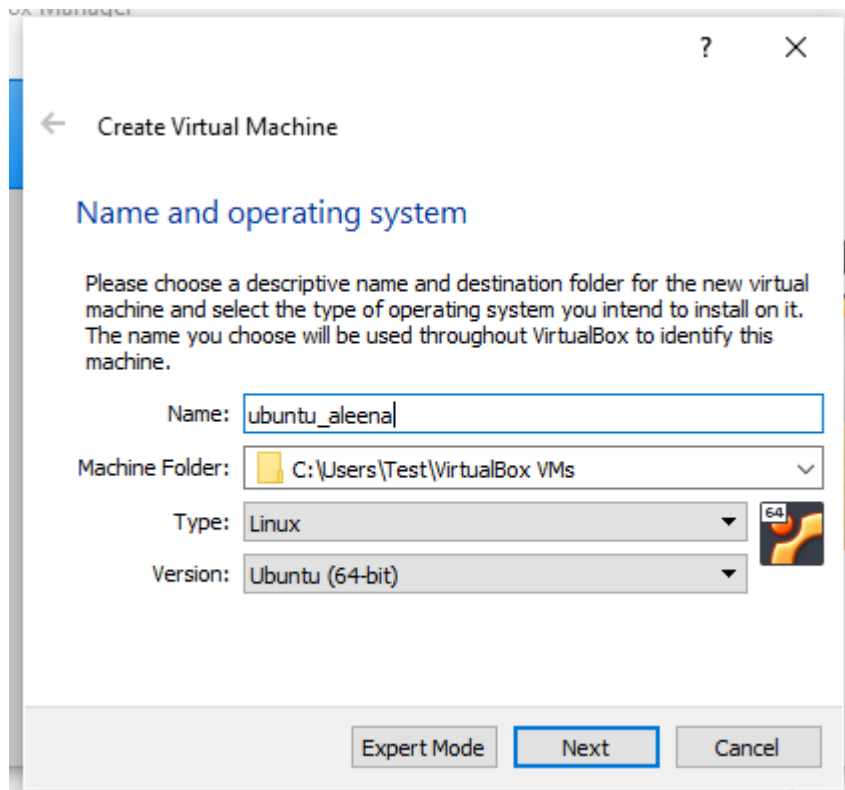 ?
Create Virtual Machine
Name and operating system
Please choose a descriptive name and destination folder for the new virtual
machine and select the type of operating system you intend to install on it.
The name you choose will be used throughout VirtualBox to identify this
machine.
Name: ubuntu_aleena
Machine Folder: C:\Users\Test\VirtualBox VMs
Type: Linux
64
Version: Ubuntu (64-bit)
Expert Mode Next Cancel